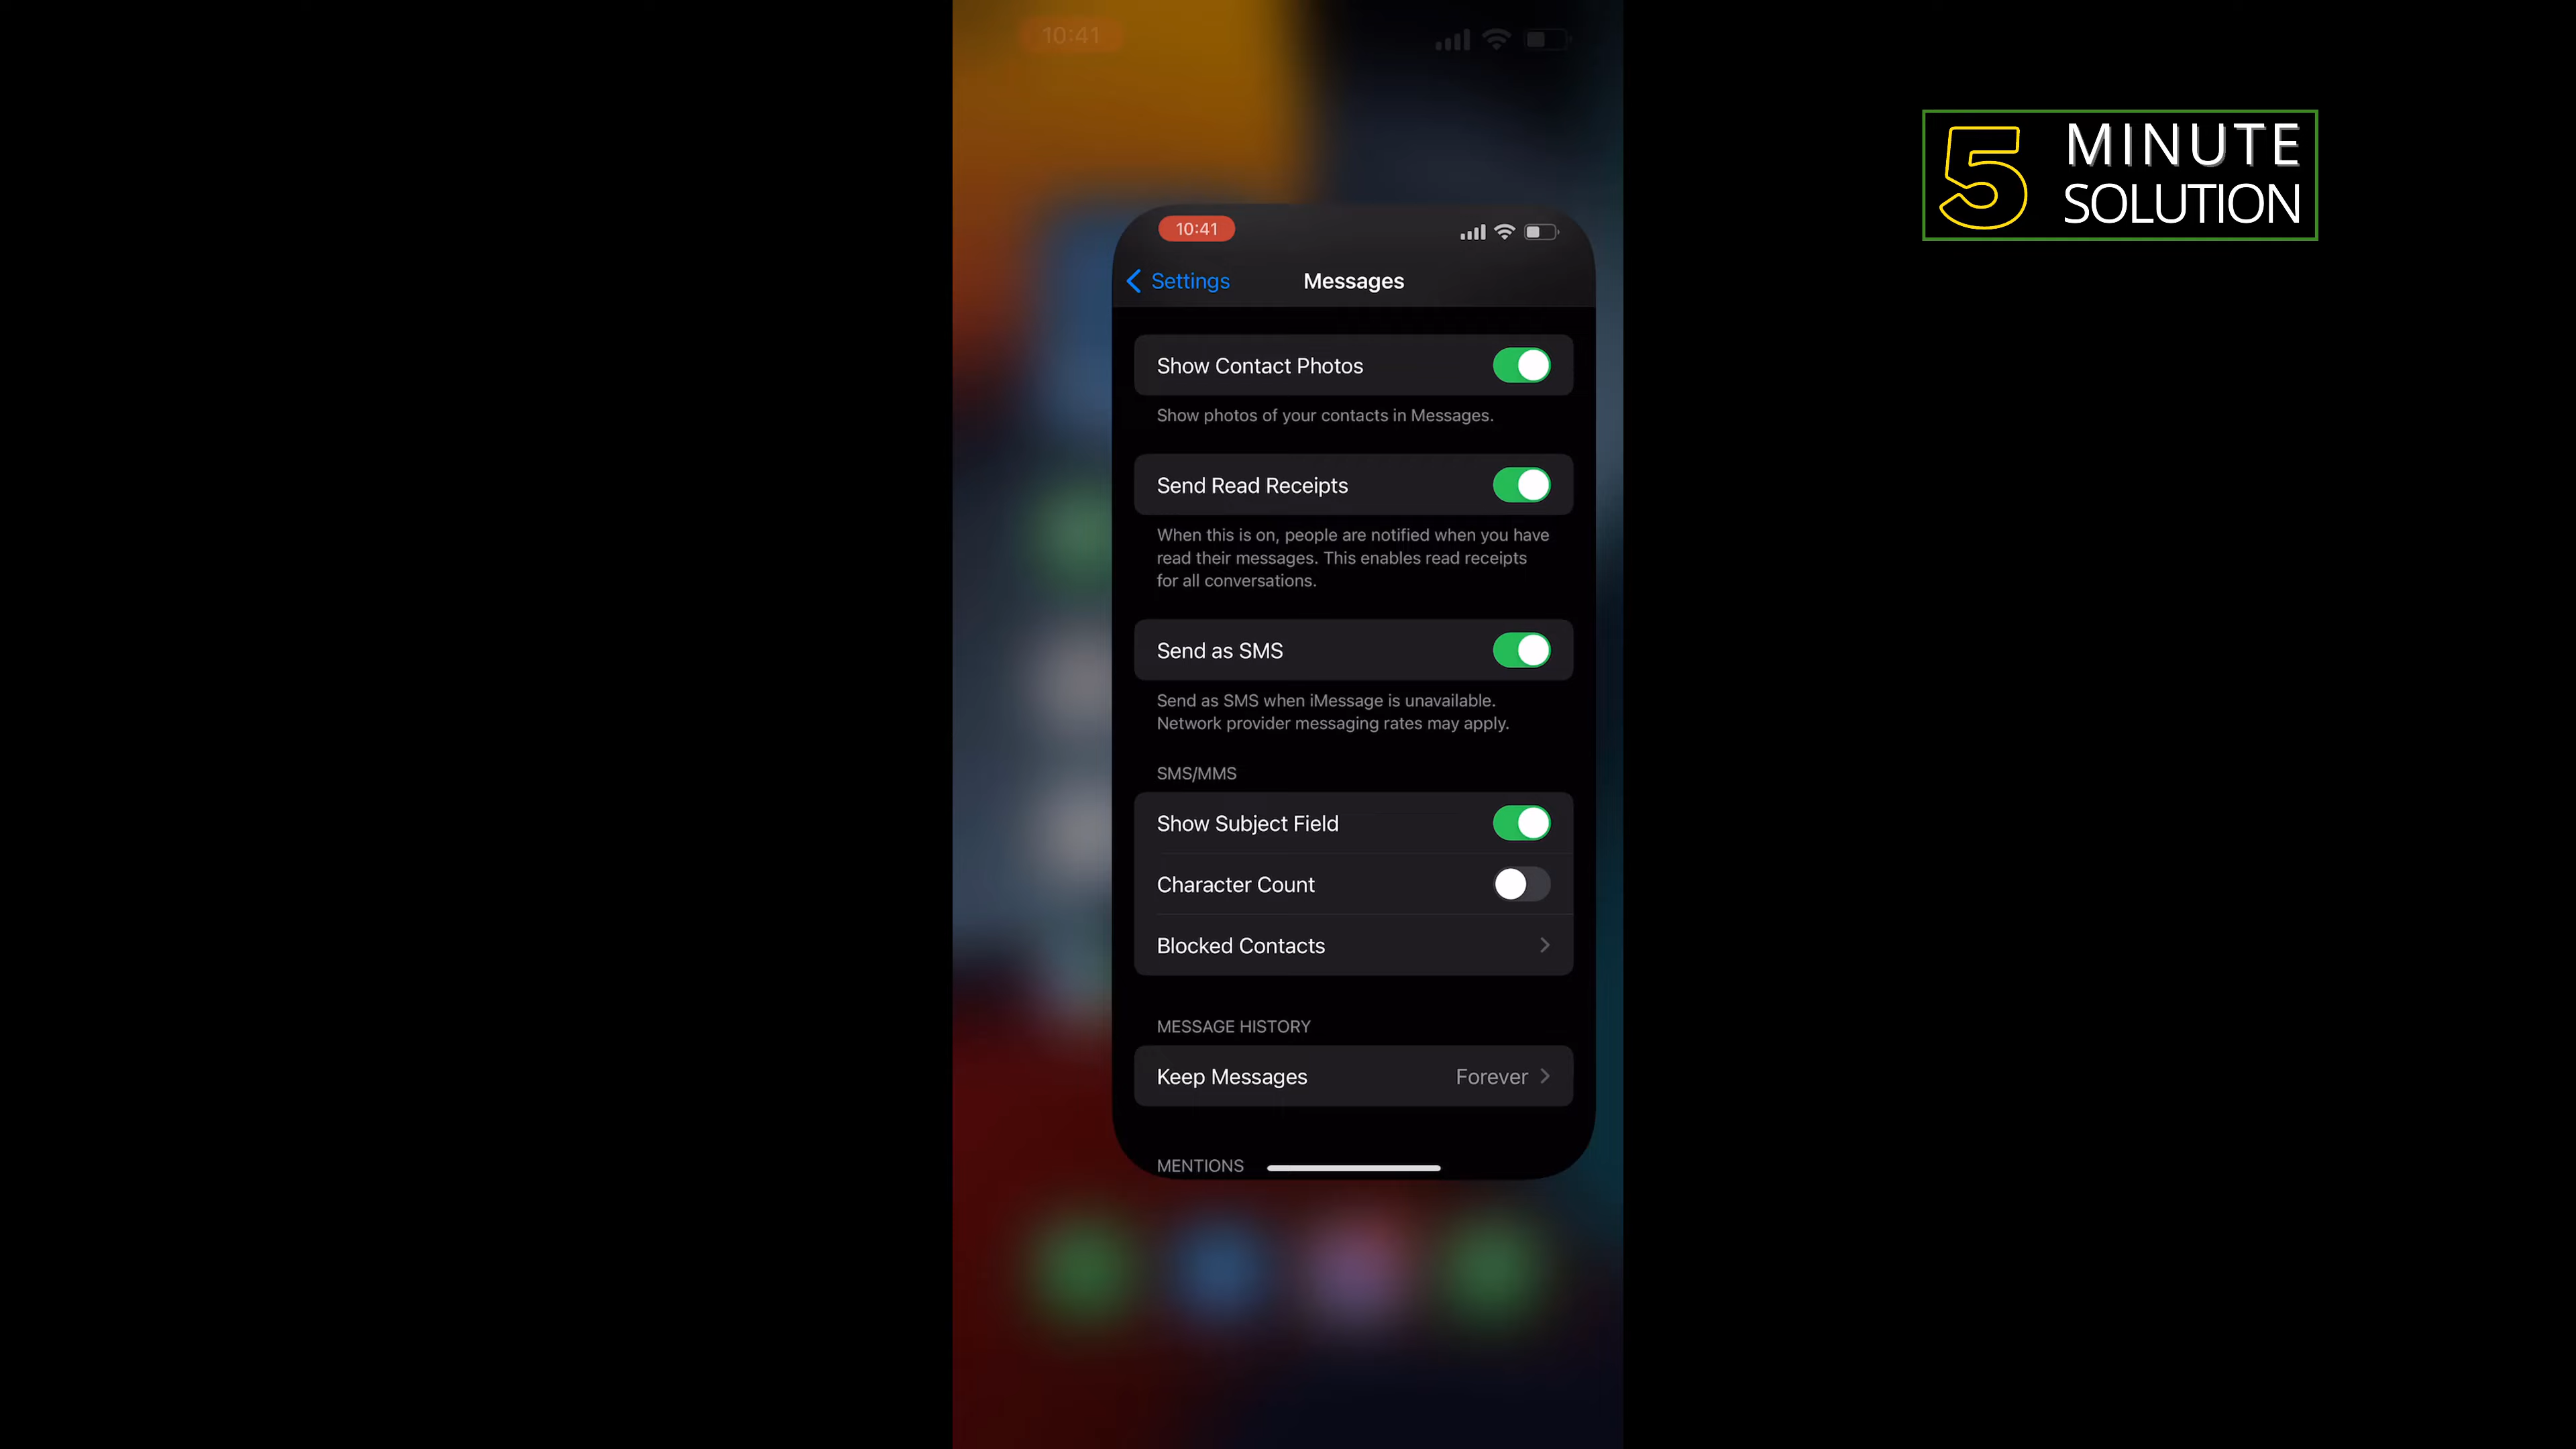 10:41
5 MINUTE
SOLUTION
10:41
Settings Messages
Show Contact Photos
Show photos of your contacts in Messages.
Send Read Receipts
When this is on, people are notified when you have
read their messages. This enables read receipts
for all conversations.
Send as SMS
Send as SMS when iMessage is unavailable.
Network provider messaging rates may apply.
SMS/MMS
Show Subject Field
Character Count
Blocked Contacts
MESSAGE HISTORY
Keep Messages Forever
MENTIONS